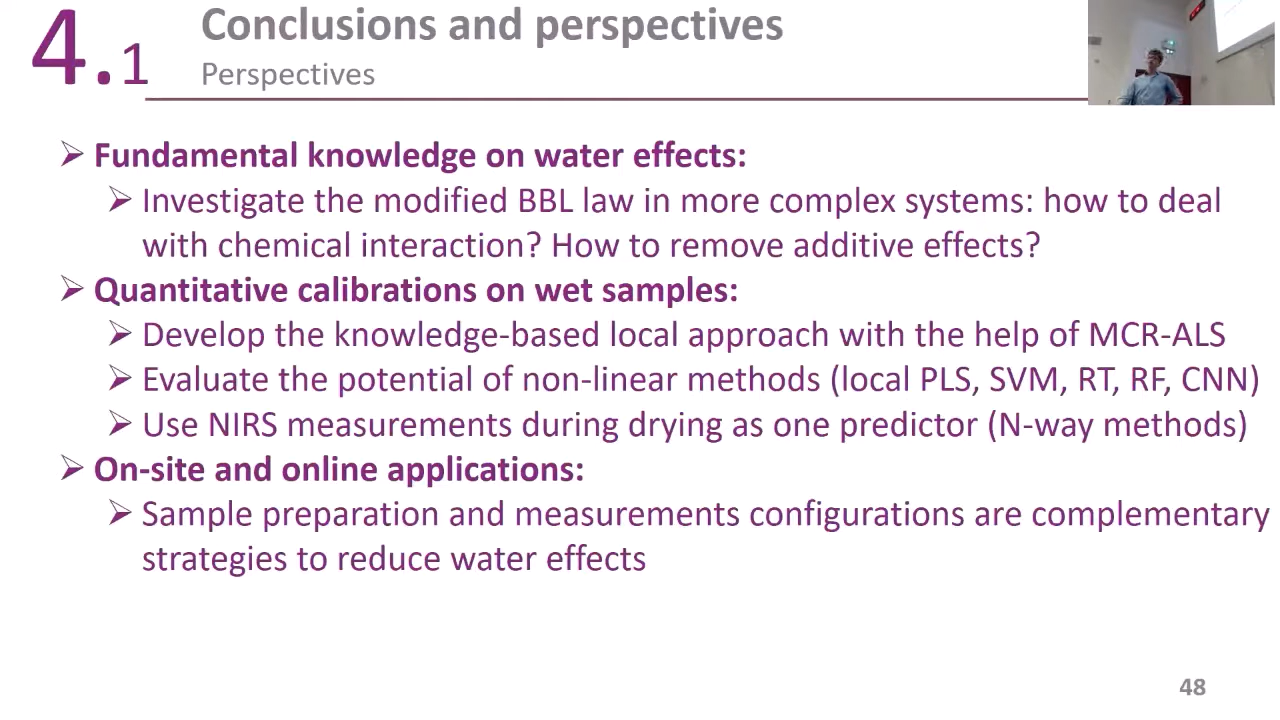 4.1
Conclusions and perspectives
Perspectives
Fundamental knowledge on water effects:
Investigate the modified BBL law in more complex systems: how to deal
with chemical interaction? How to remove additive effects?
Quantitative calibrations on wet samples:
Develop the knowledge-based local approach with the help of MCR-ALS
Evaluate the potential of non-linear methods (local PLS, SVM, RT, RF, CNN)
Use NIRS measurements during drying as one predictor (N-way methods)
On-site and online applications:
Sample preparation and measurements configurations are complementary
strategies to reduce water effects
48